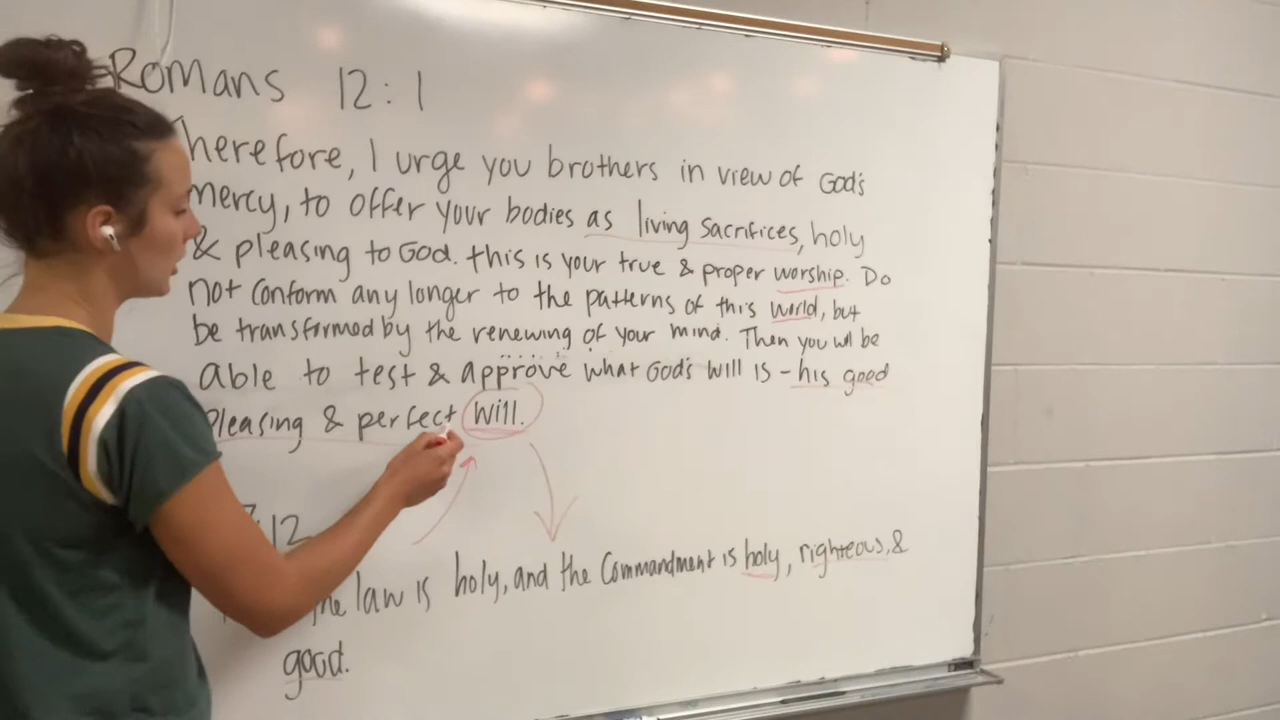 Romans 12:1
Therefore, I urge you brothers in view of God's
mercy, to offer your bodies as living sacrifices, holy
& pleasing to God. this is your true & proper worship. Do
not conform any longer to the patterns of this world, but
be transformed by the renewing of your mind. Then you will be
able to test & approve what God's will is - his good
pleasing & perfect will.
7:12
the law is holy, and the Commandment is holy, righteous, &
good.